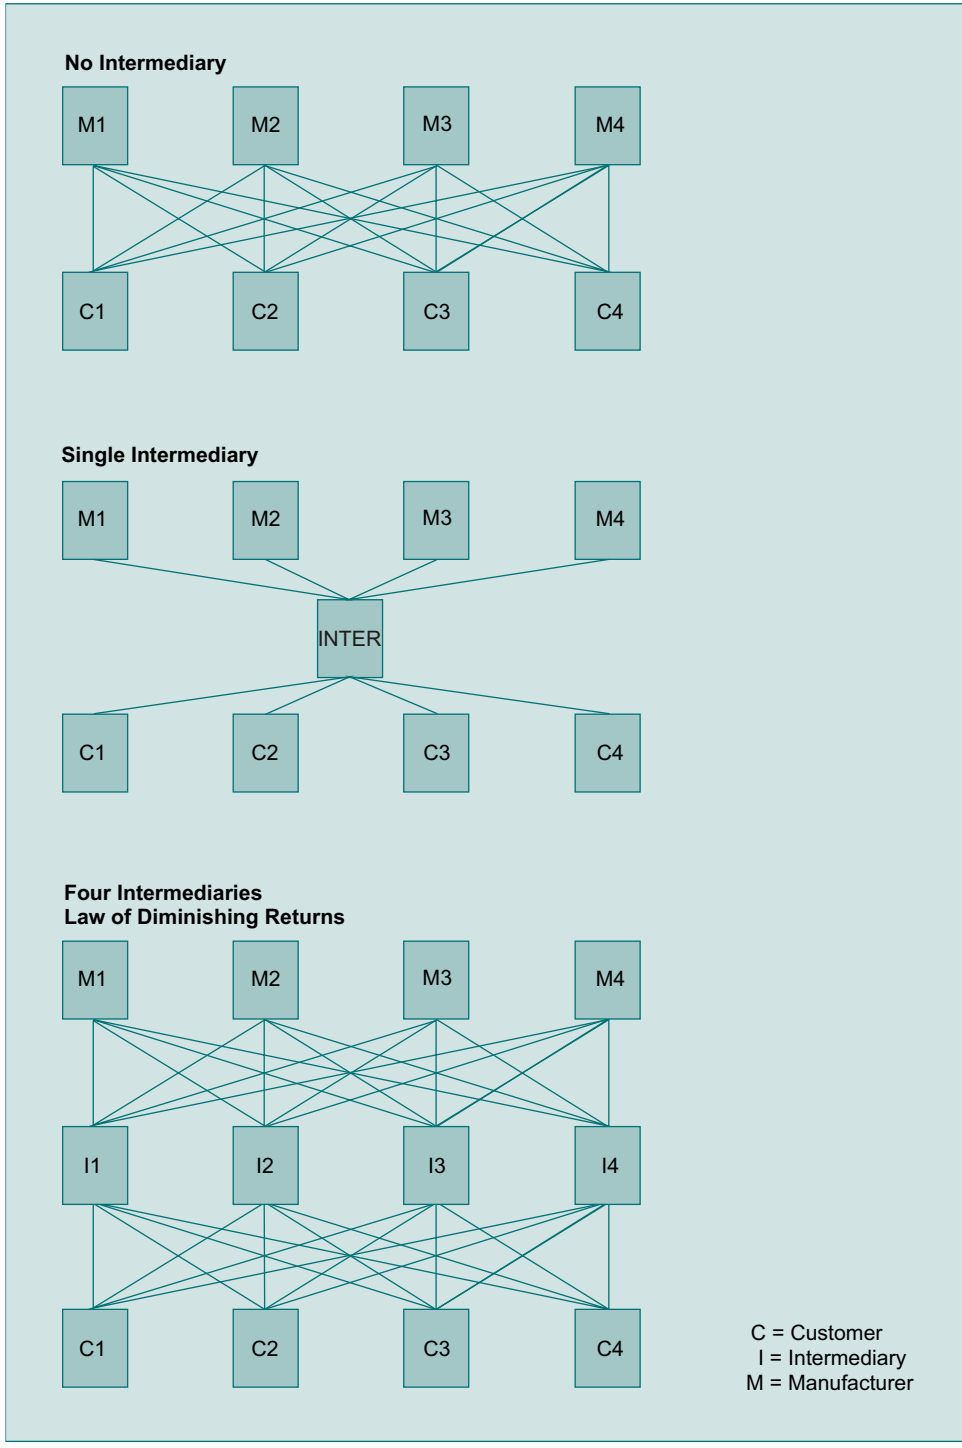 No Intermediary
M1 M2 M3 M4
C1 C2 C3 C4
Single Intermediary
M1 M2 M3 M4
INTER
C1 C2 C3 C4
Four Intermediaries
Law of Diminishing Returns
M1 M2 M3 M4
I1 I2 I3 I4
C1 C2 C3 C4
C = Customer
I = Intermediary
M = Manufacturer